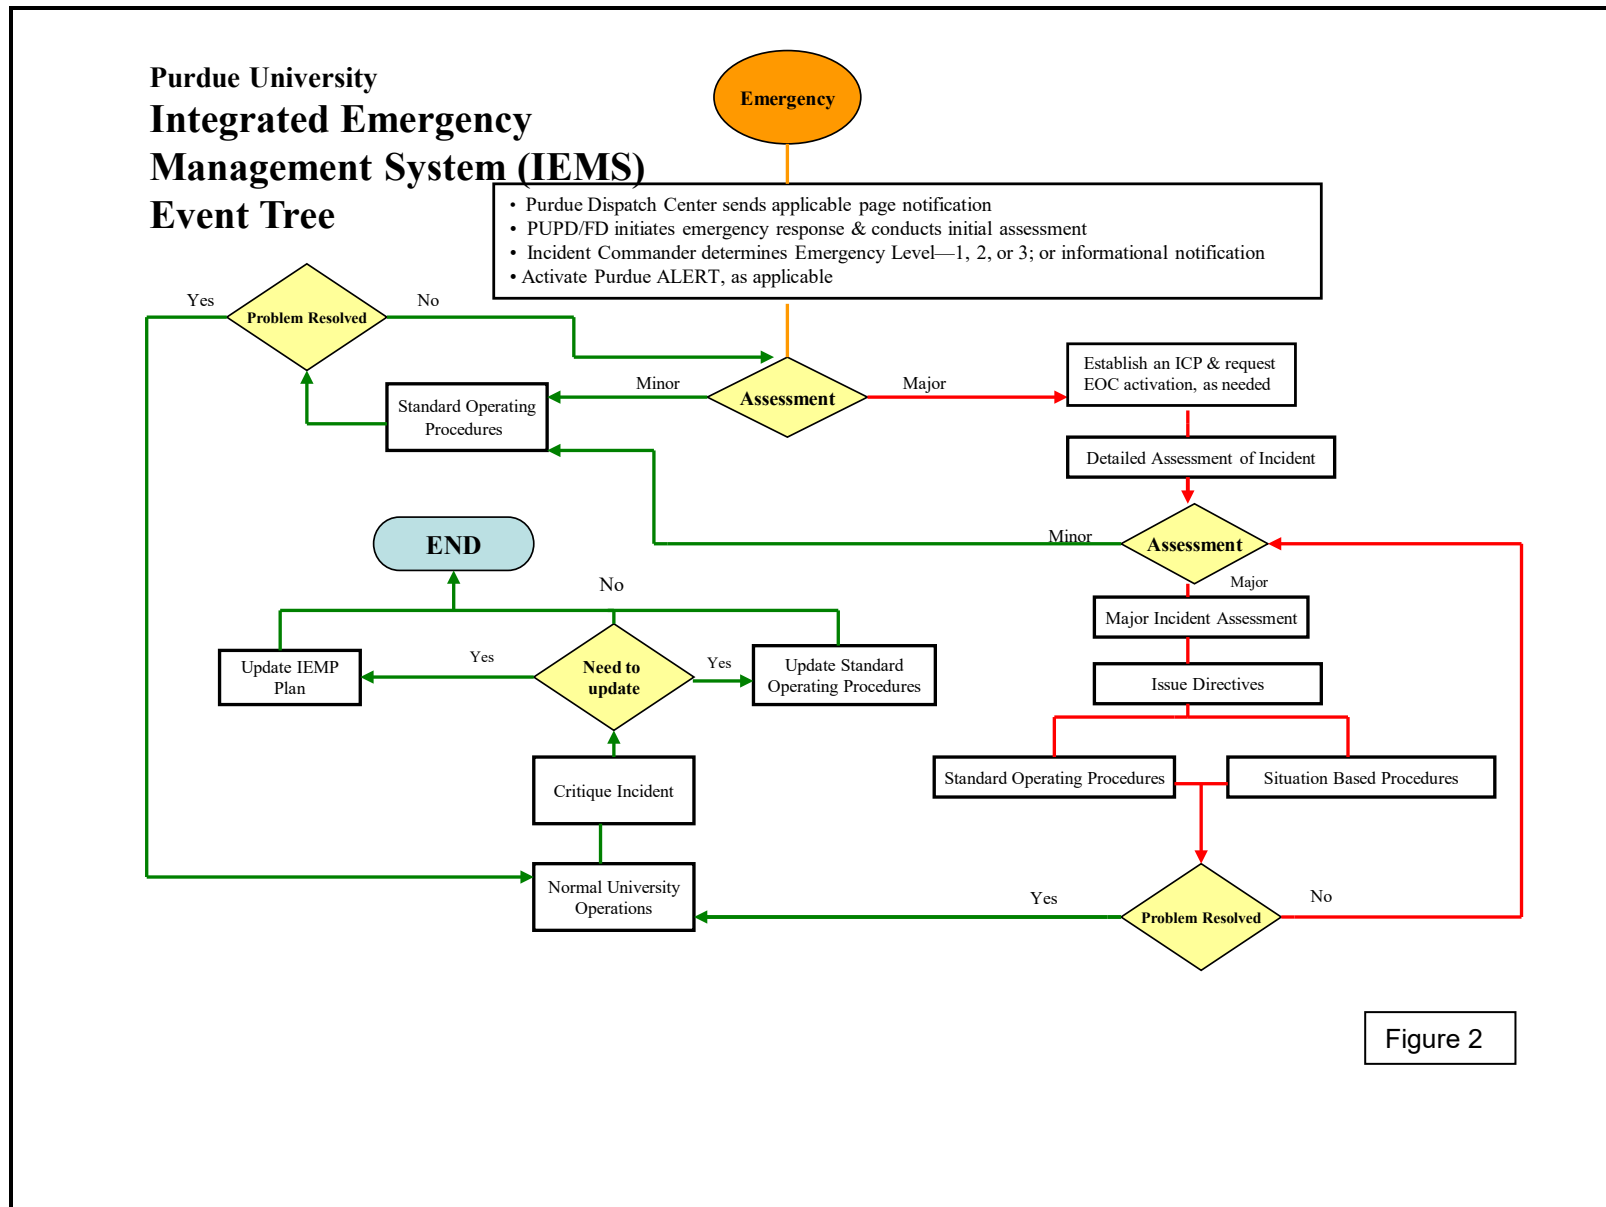 Purdue University
Integrated Emergency
Management System (IEMS)
Event Tree
Emergency
• Purdue Dispatch Center sends applicable page notification
• PUPD/FD initiates emergency response & conducts initial assessment
• Incident Commander determines Emergency Level—1, 2, or 3; or informational notification
• Activate Purdue ALERT, as applicable
Yes
Problem Resolved
No
Minor
Assessment
Major
Establish an ICP & request
EOC activation, as needed
Standard Operating
Procedures
Detailed Assessment of Incident
Minor
Assessment
Major
END
No
Major Incident Assessment
Update IEMP
Plan
Yes
Need to
update
Yes
Update Standard
Operating Procedures
Issue Directives
Standard Operating Procedures
Situation Based Procedures
Critique Incident
Normal University
Operations
Yes
Problem Resolved
No
Figure 2